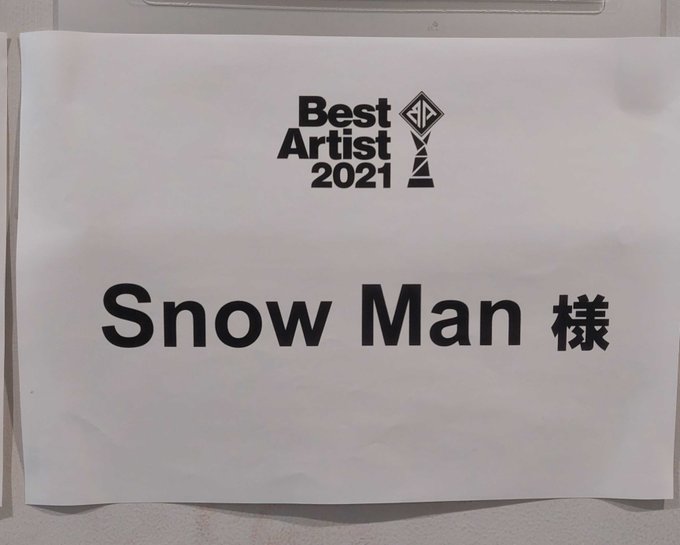 Best
Artist
2021
Snow Man 様